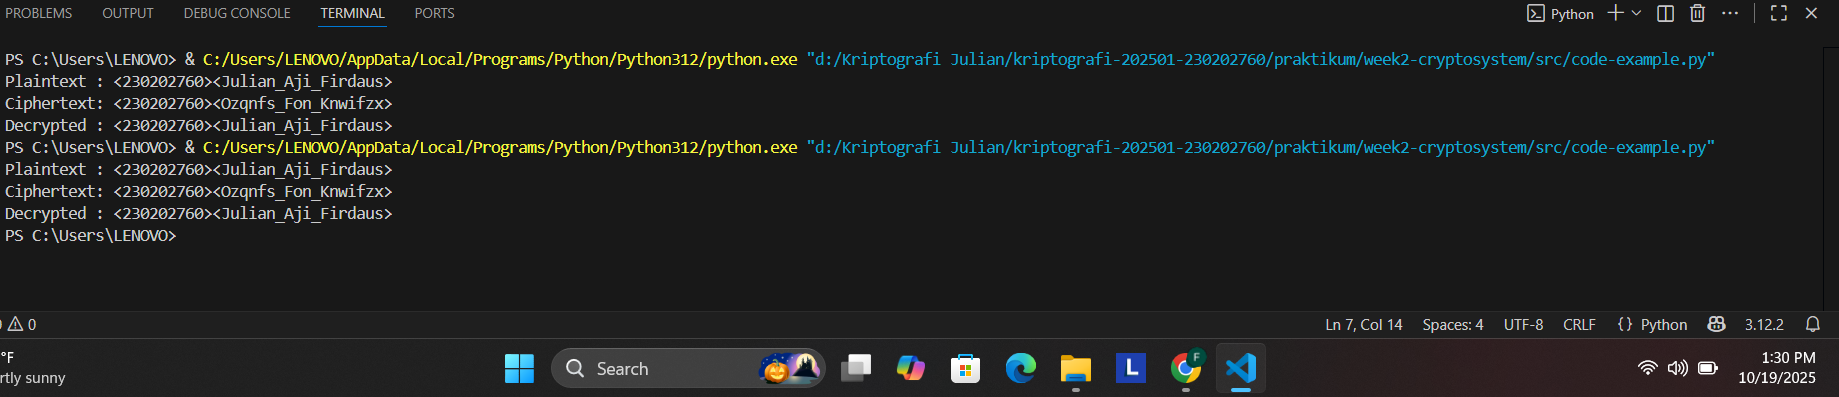 PROBLEMS OUTPUT DEBUG CONSOLE TERMINAL PORTS Python
PS C:\Users\LENOVO> & C:/Users/LENOVO/AppData/Local/Programs/Python/Python312/python.exe "d:/Kriptografi Julian/kriptografi-202501-230202760/praktikum/week2-cryptosystem/src/code-example.py"
Plaintext : <230202760><Julian_Aji_Firdaus>
Ciphertext: <230202760><Ozqnfs_Fon_Knwifzx>
Decrypted : <230202760><Julian_Aji_Firdaus>
PS C:\Users\LENOVO> & C:/Users/LENOVO/AppData/Local/Programs/Python/Python312/python.exe "d:/Kriptografi Julian/kriptografi-202501-230202760/praktikum/week2-cryptosystem/src/code-example.py"
Plaintext : <230202760><Julian_Aji_Firdaus>
Ciphertext: <230202760><Ozqnfs_Fon_Knwifzx>
Decrypted : <230202760><Julian_Aji_Firdaus>
PS C:\Users\LENOVO>
0 Ln 7, Col 14 Spaces: 4 UTF-8 CRLF {} Python 3.12.2
°F
rtly sunny
Search
L
F
1:30 PM
10/19/2025